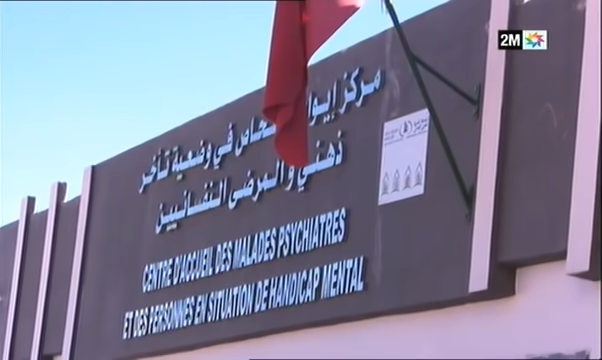 2M
مركز إيواء في وضعية تأخر
ذهني والمرضى النفسانيين
CENTRE D'ACCUEIL DES MALADES PSYCHIATRES
ET DES PERSONNES EN SITUATION DE HANDICAP MENTAL